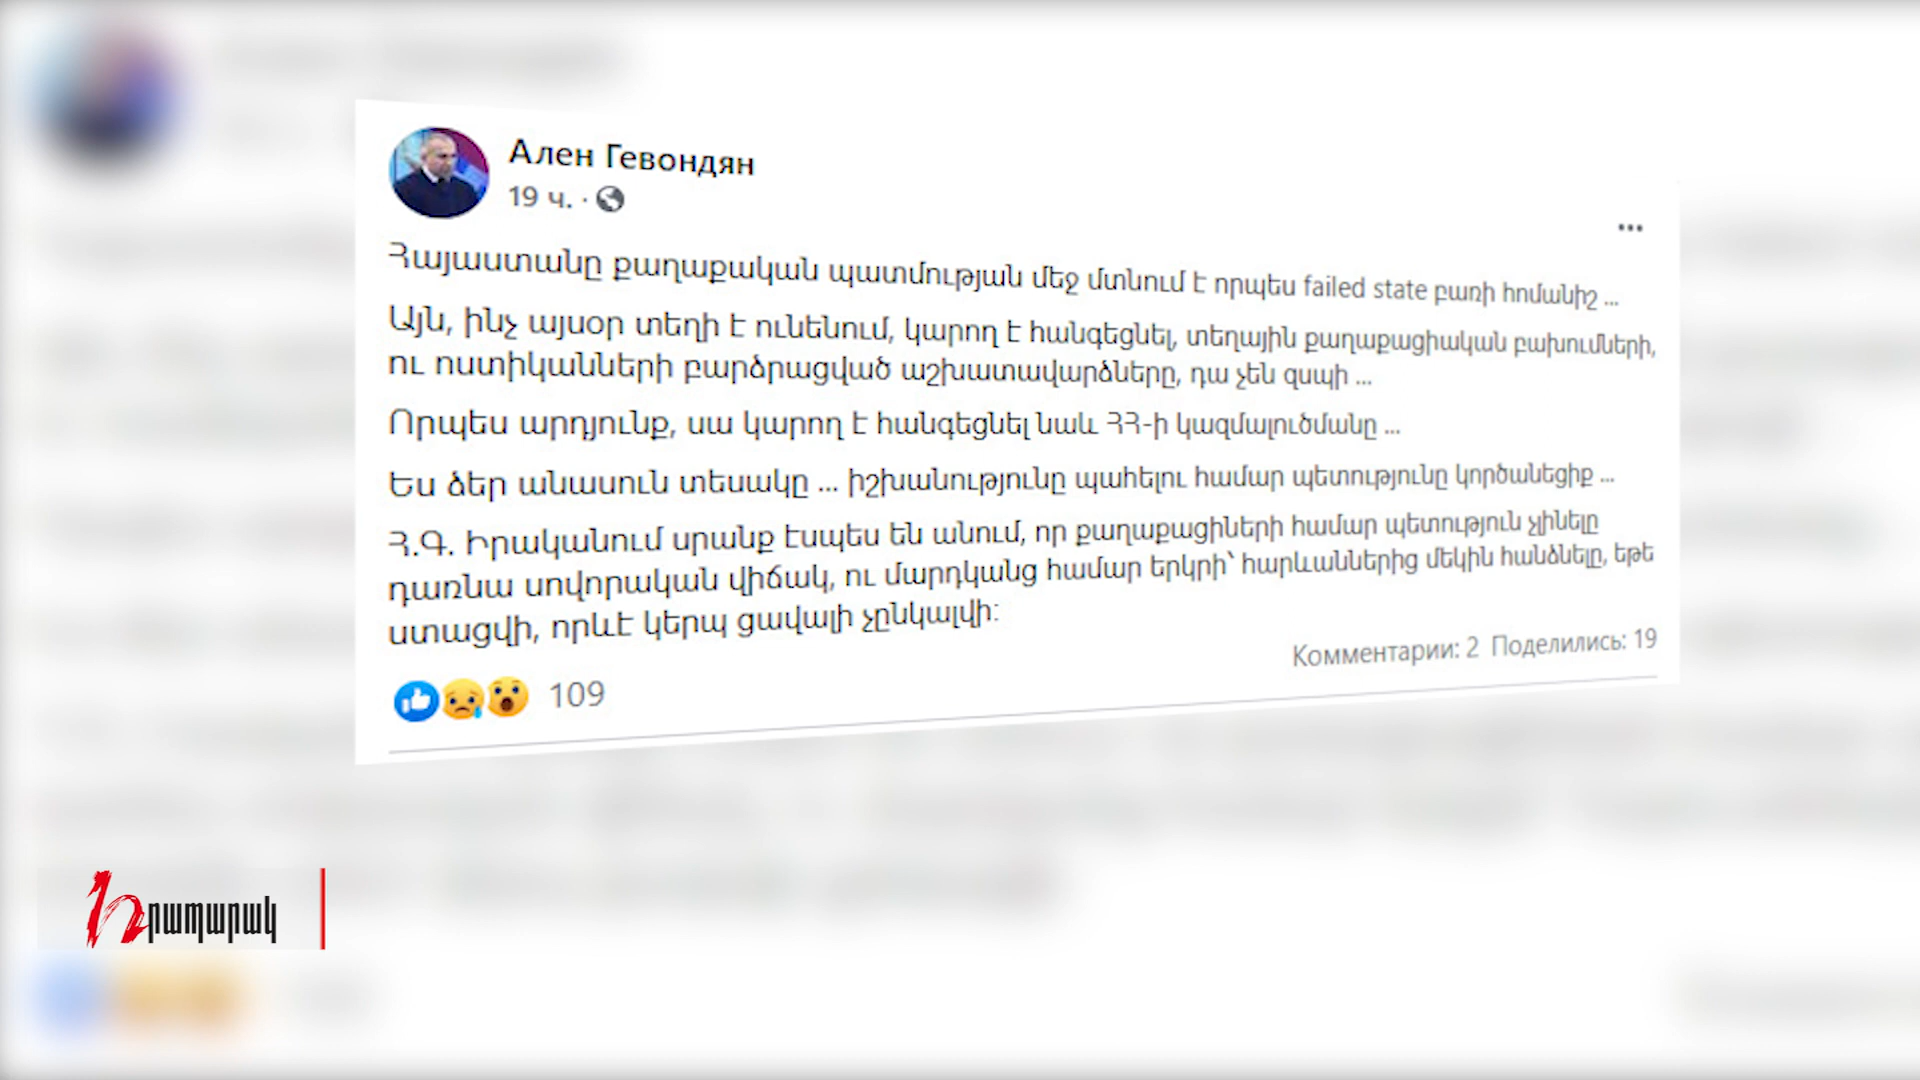 Ален Гевондян
19 ч. ·
...
Հայաստանը քաղաքական պատմության մեջ մտնում է որպես failed state բառի հոմանիշ ...
Այն, ինչ այսօր տեղի է ունենում, կարող է հանգեցնել, տեղային քաղաքացիական բախումների,
ու ոստիկանների բարձրացված աշխատավարձները, դա չեն զսպի ...
Որպես արդյունք, սա կարող է հանգեցնել նաև ՀՀ-ի կազմալուծմանը ...
Ես ձեր անասուն տեսակը ... իշխանությունը պահելու համար պետությունը կործանեցիք ...
Հ.Գ. Իրականում սրանք էսպես են անում, որ քաղաքացիների համար պետություն չլինելը
դառնա սովորական վիճակ, ու մարդկանց համար երկրի՝ հարևաններից մեկին հանձնելը, եթե
ստացվի, որևէ կերպ ցավալի չընկալվի:
109
Комментарии: 2 Поделились: 19
Հրապարակ